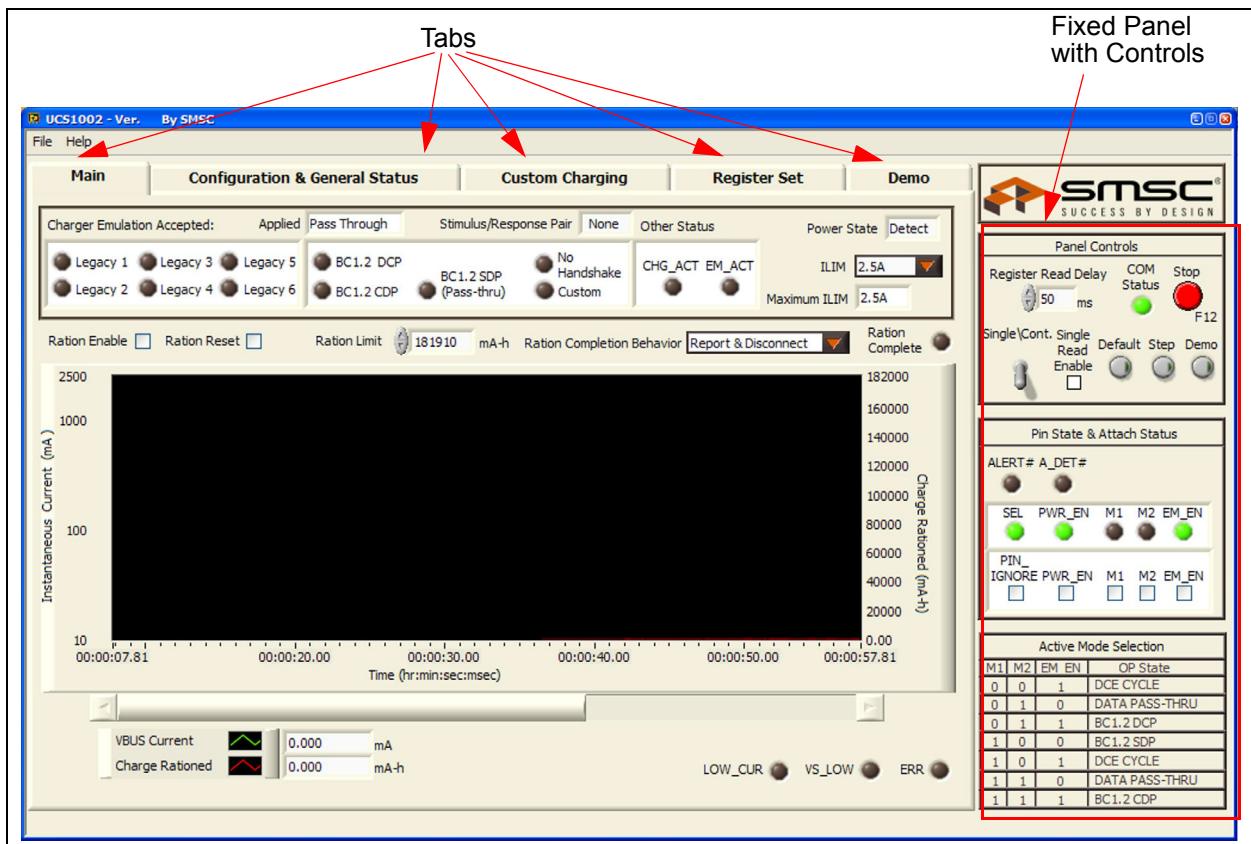 Tabs
Fixed Panel
with Controls
UCS1002 - Ver. By SMSC
File Help
Main
Configuration & General Status
Custom Charging
Register Set
Demo
smsc®
SUCCESS BY DESIGN
Charger Emulation Accepted:
Applied Pass Through
Stimulus/Response Pair None
Other Status
Power State Detect
Legacy 1 Legacy 3 Legacy 5
Legacy 2 Legacy 4 Legacy 6
BC1.2 DCP
BC1.2 CDP
BC1.2 SDP
(Pass-thru)
No
Handshake
Custom
CHG_ACT EM_ACT
ILIM 2.5A
Maximum ILIM 2.5A
Ration Enable
Ration Reset
Ration Limit 181910 mA-h
Ration Completion Behavior Report & Disconnect
Ration
Complete
Instantaneous Current (mA )
2500
1000
100
10
182000
160000
140000
120000
100000
80000
60000
40000
20000
0.00
Charge Rationed (mA-h)
00:00:07.81 00:00:20.00 00:00:30.00 00:00:40.00 00:00:50.00 00:00:57.81
Time (hr:min:sec:msec)
VBUS Current 0.000 mA
Charge Rationed 0.000 mA-h
LOW_CUR VS_LOW ERR
Panel Controls
Register Read Delay
50 ms
COM
Status
Stop
F12
Single\Cont.
Single
Read
Enable
Default Step Demo
Pin State & Attach Status
ALERT# A_DET#
SEL PWR_EN M1 M2 EM_EN
PIN_
IGNORE PWR_EN M1 M2 EM_EN
Active Mode Selection
M1 M2 EM EN OP State
0 0 1 DCE CYCLE
0 1 0 DATA PASS-THRU
0 1 1 BC1.2 DCP
1 0 0 BC1.2 SDP
1 0 1 DCE CYCLE
1 1 0 DATA PASS-THRU
1 1 1 BC1.2 CDP